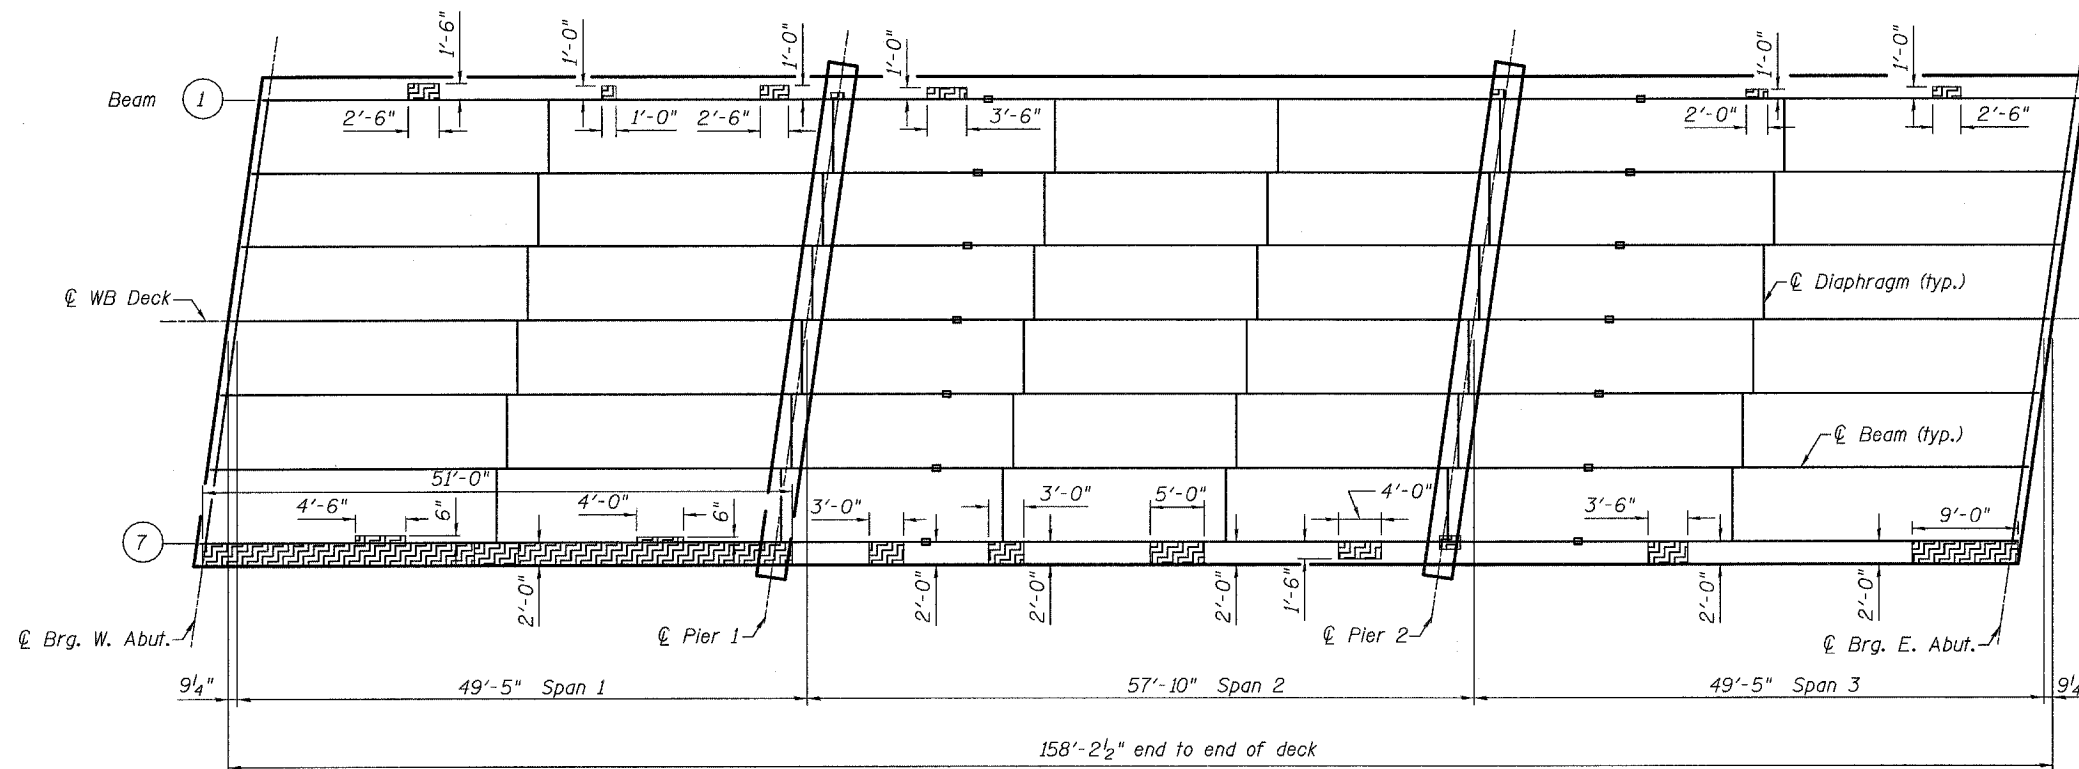 1'-6"
1'-0"
1'-0"
1'-0"
1'-0"
1'-0"
Beam 1
2'-6"
1'-0"
2'-6"
3'-6"
2'-0"
2'-6"
℄ WB Deck
℄ Diaphragm (typ.)
℄ Beam (typ.)
51'-0"
4'-6"
6"
4'-0"
6"
3'-0"
3'-0"
5'-0"
4'-0"
3'-6"
9'-0"
7
2'-0"
2'-0"
2'-0"
2'-0"
1'-6"
2'-0"
2'-0"
℄ Brg. W. Abut.
℄ Pier 1
℄ Pier 2
℄ Brg. E. Abut.
9¼"
49'-5" Span 1
57'-10" Span 2
49'-5" Span 3
9¼
158'-2½" end to end of deck